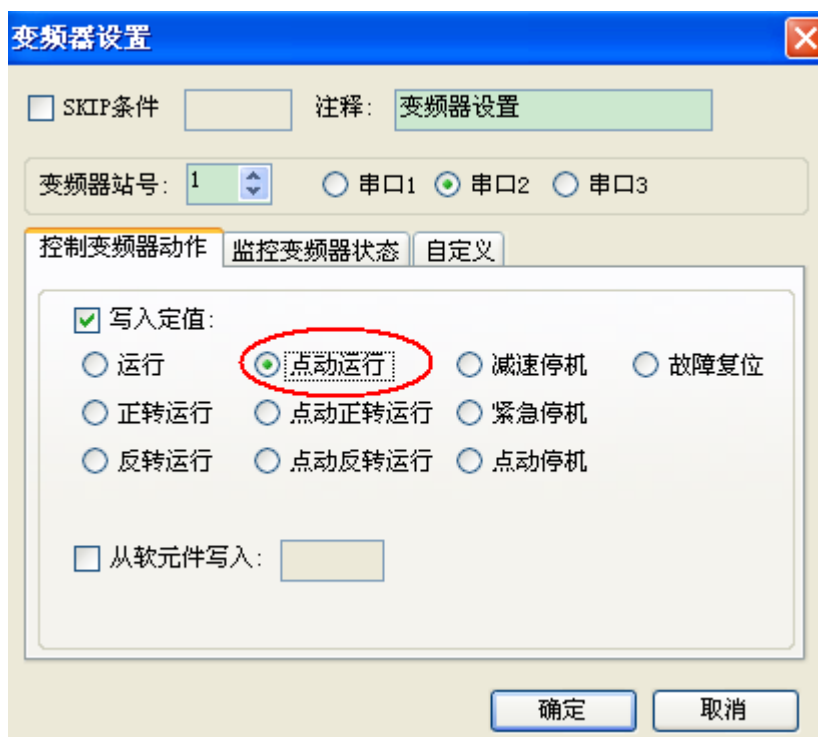 变频器设置
SKIP条件 注释: 变频器设置
变频器站号: 1 串口1 串口2 串口3
控制变频器动作 监控变频器状态 自定义
写入定值:
运行 点动运行 减速停机 故障复位
正转运行 点动正转运行 紧急停机
反转运行 点动反转运行 点动停机
从软元件写入:
确定 取消